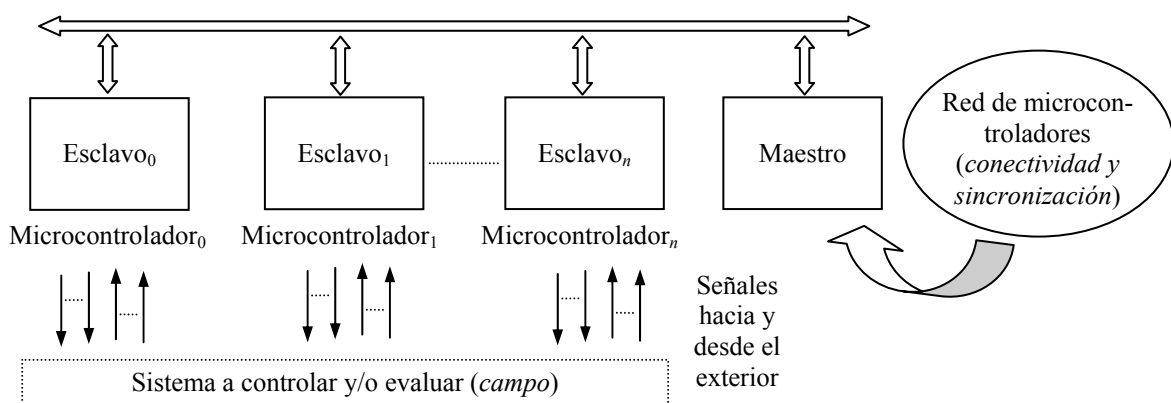 Esclavo₀
Esclavo₁
Esclavoₙ
Maestro
Red de microcon-
troladores
(conectividad y
sincronización)
Microcontrolador₀
Microcontrolador₁
Microcontroladorₙ
Señales
hacia y
desde el
exterior
Sistema a controlar y/o evaluar (campo)